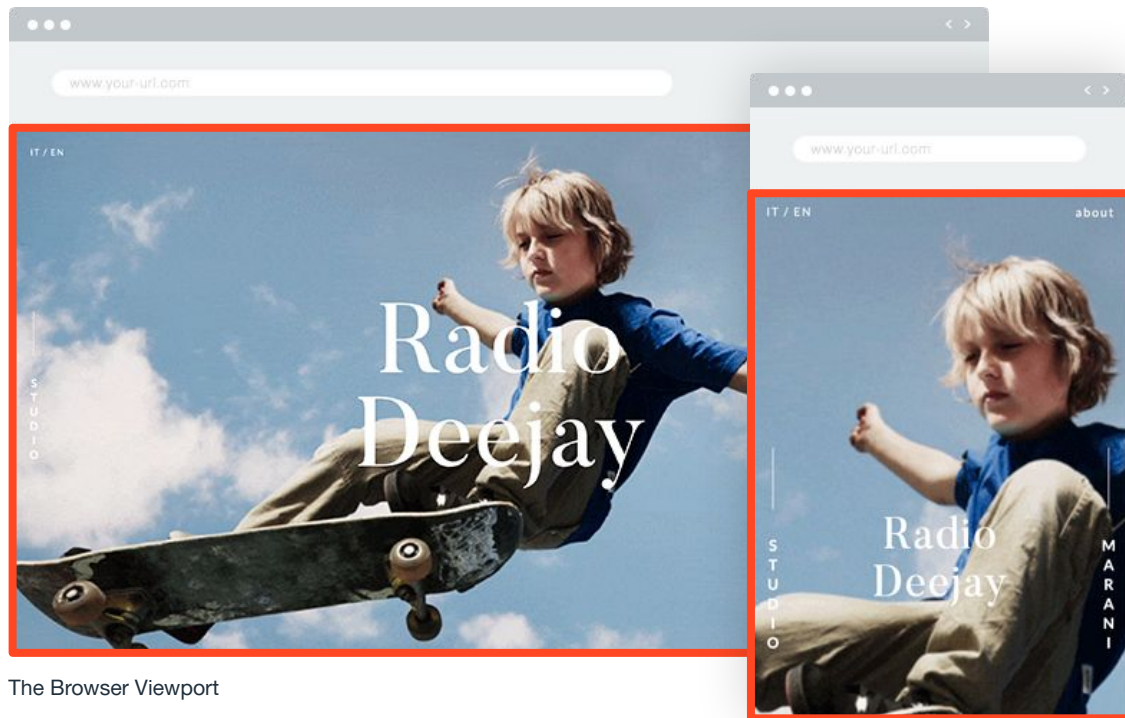 www.your-url.com
IT / EN
STUDIO
Radio
Deejay
www.your-url.com
IT / EN
about
STUDIO
Radio
Deejay
MARANI
The Browser Viewport